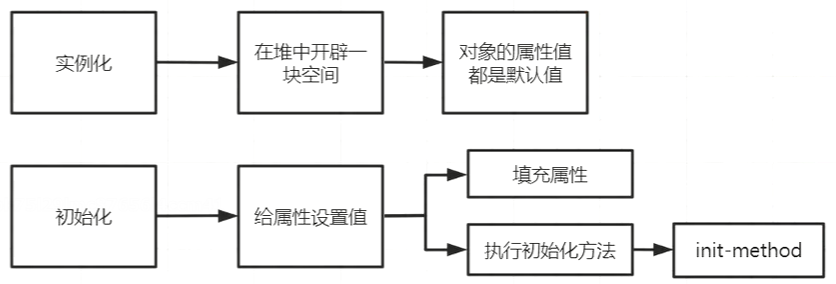 实例化
在堆中开辟一
块空间
对象的属性值
都是默认值
初始化
给属性设置值
填充属性
执行初始化方法
init-method